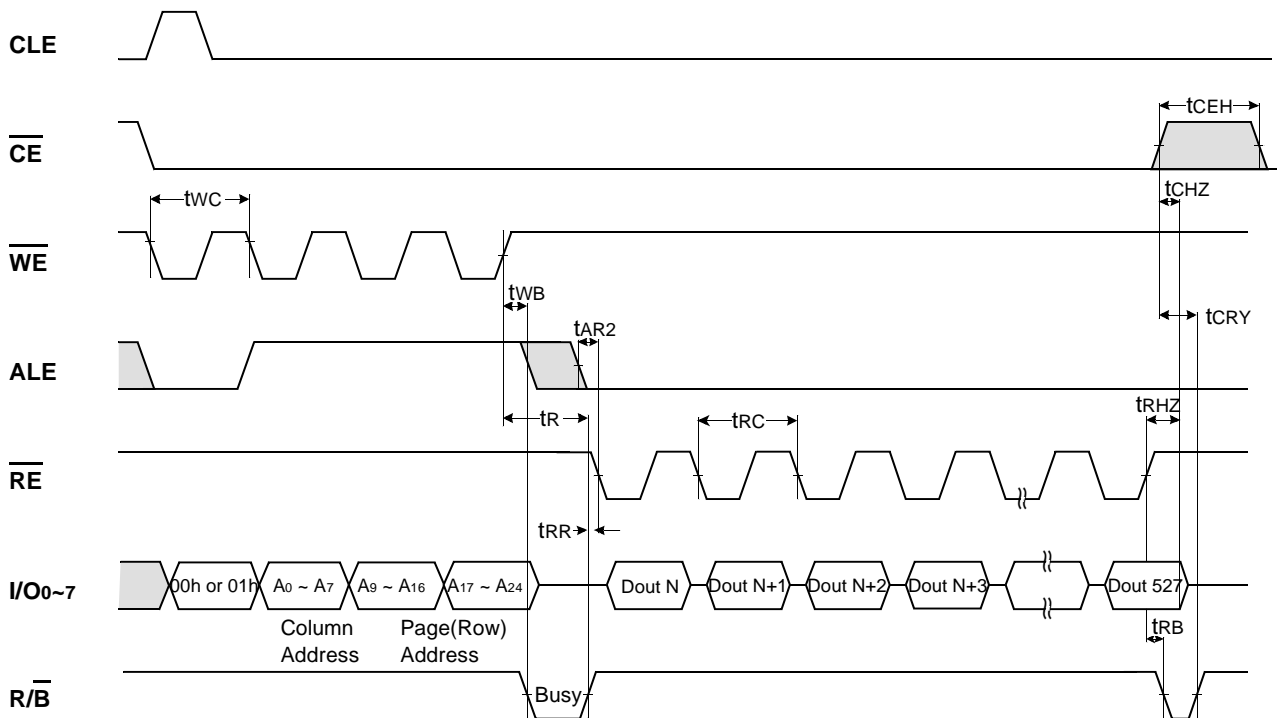 CLE
tCEH
CE
tCHZ
tWC
WE
tWB
tCRY
tAR2
ALE
tRHZ
tR
tRC
RE
tRR
I/O0~7
00h or 01h
A0 ~ A7
A9 ~ A16
A17 ~ A24
Dout N
Dout N+1
Dout N+2
Dout N+3
Dout 527
Column
Address
Page(Row)
Address
tRB
R/B
Busy